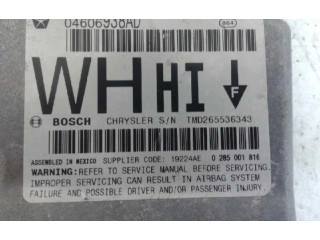 04606938AD
864
WH HI F
BOSCH CHRYSLER S/N TMD265536343
ASSEMBLED IN MEXICO SUPPLIER CODE: 19224AE 0 285 001 816
WARNING: REFER TO SERVICE MANUAL BEFORE SERVICING.
IMPROPER SERVICING CAN RESULT IN AIRBAG SYSTEM
FAILURE AND POSSIBLE DRIVER AND/OR PASSENGER INJURY.